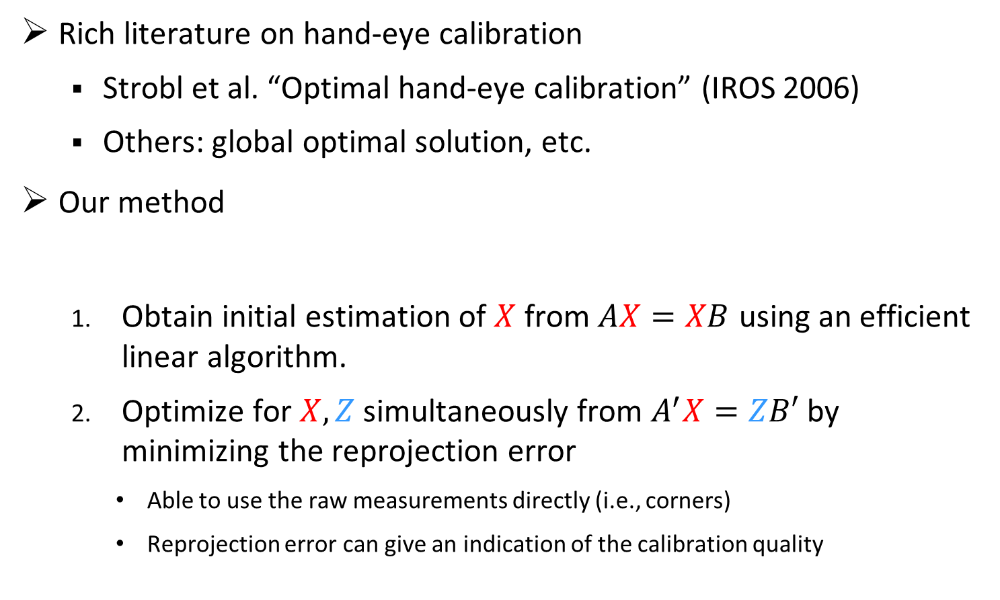 ➢ Rich literature on hand-eye calibration
▪ Strobl et al. “Optimal hand-eye calibration” (IROS 2006)
▪ Others: global optimal solution, etc.
➢ Our method
1. Obtain initial estimation of X from AX = XB using an efficient
linear algorithm.
2. Optimize for X, Z simultaneously from A′X = ZB′ by
minimizing the reprojection error
• Able to use the raw measurements directly (i.e., corners)
• Reprojection error can give an indication of the calibration quality